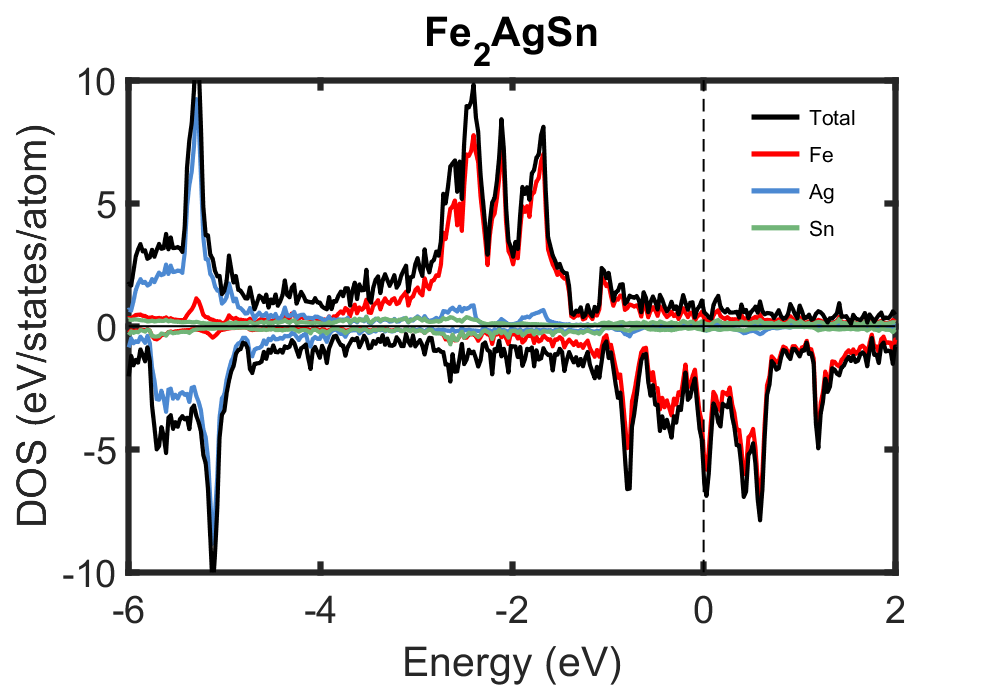 Fe2AgSn
10
5
0
-5
-10
DOS (eV/states/atom)
Total
Fe
Ag
Sn
-6
-4
-2
0
2
Energy (eV)